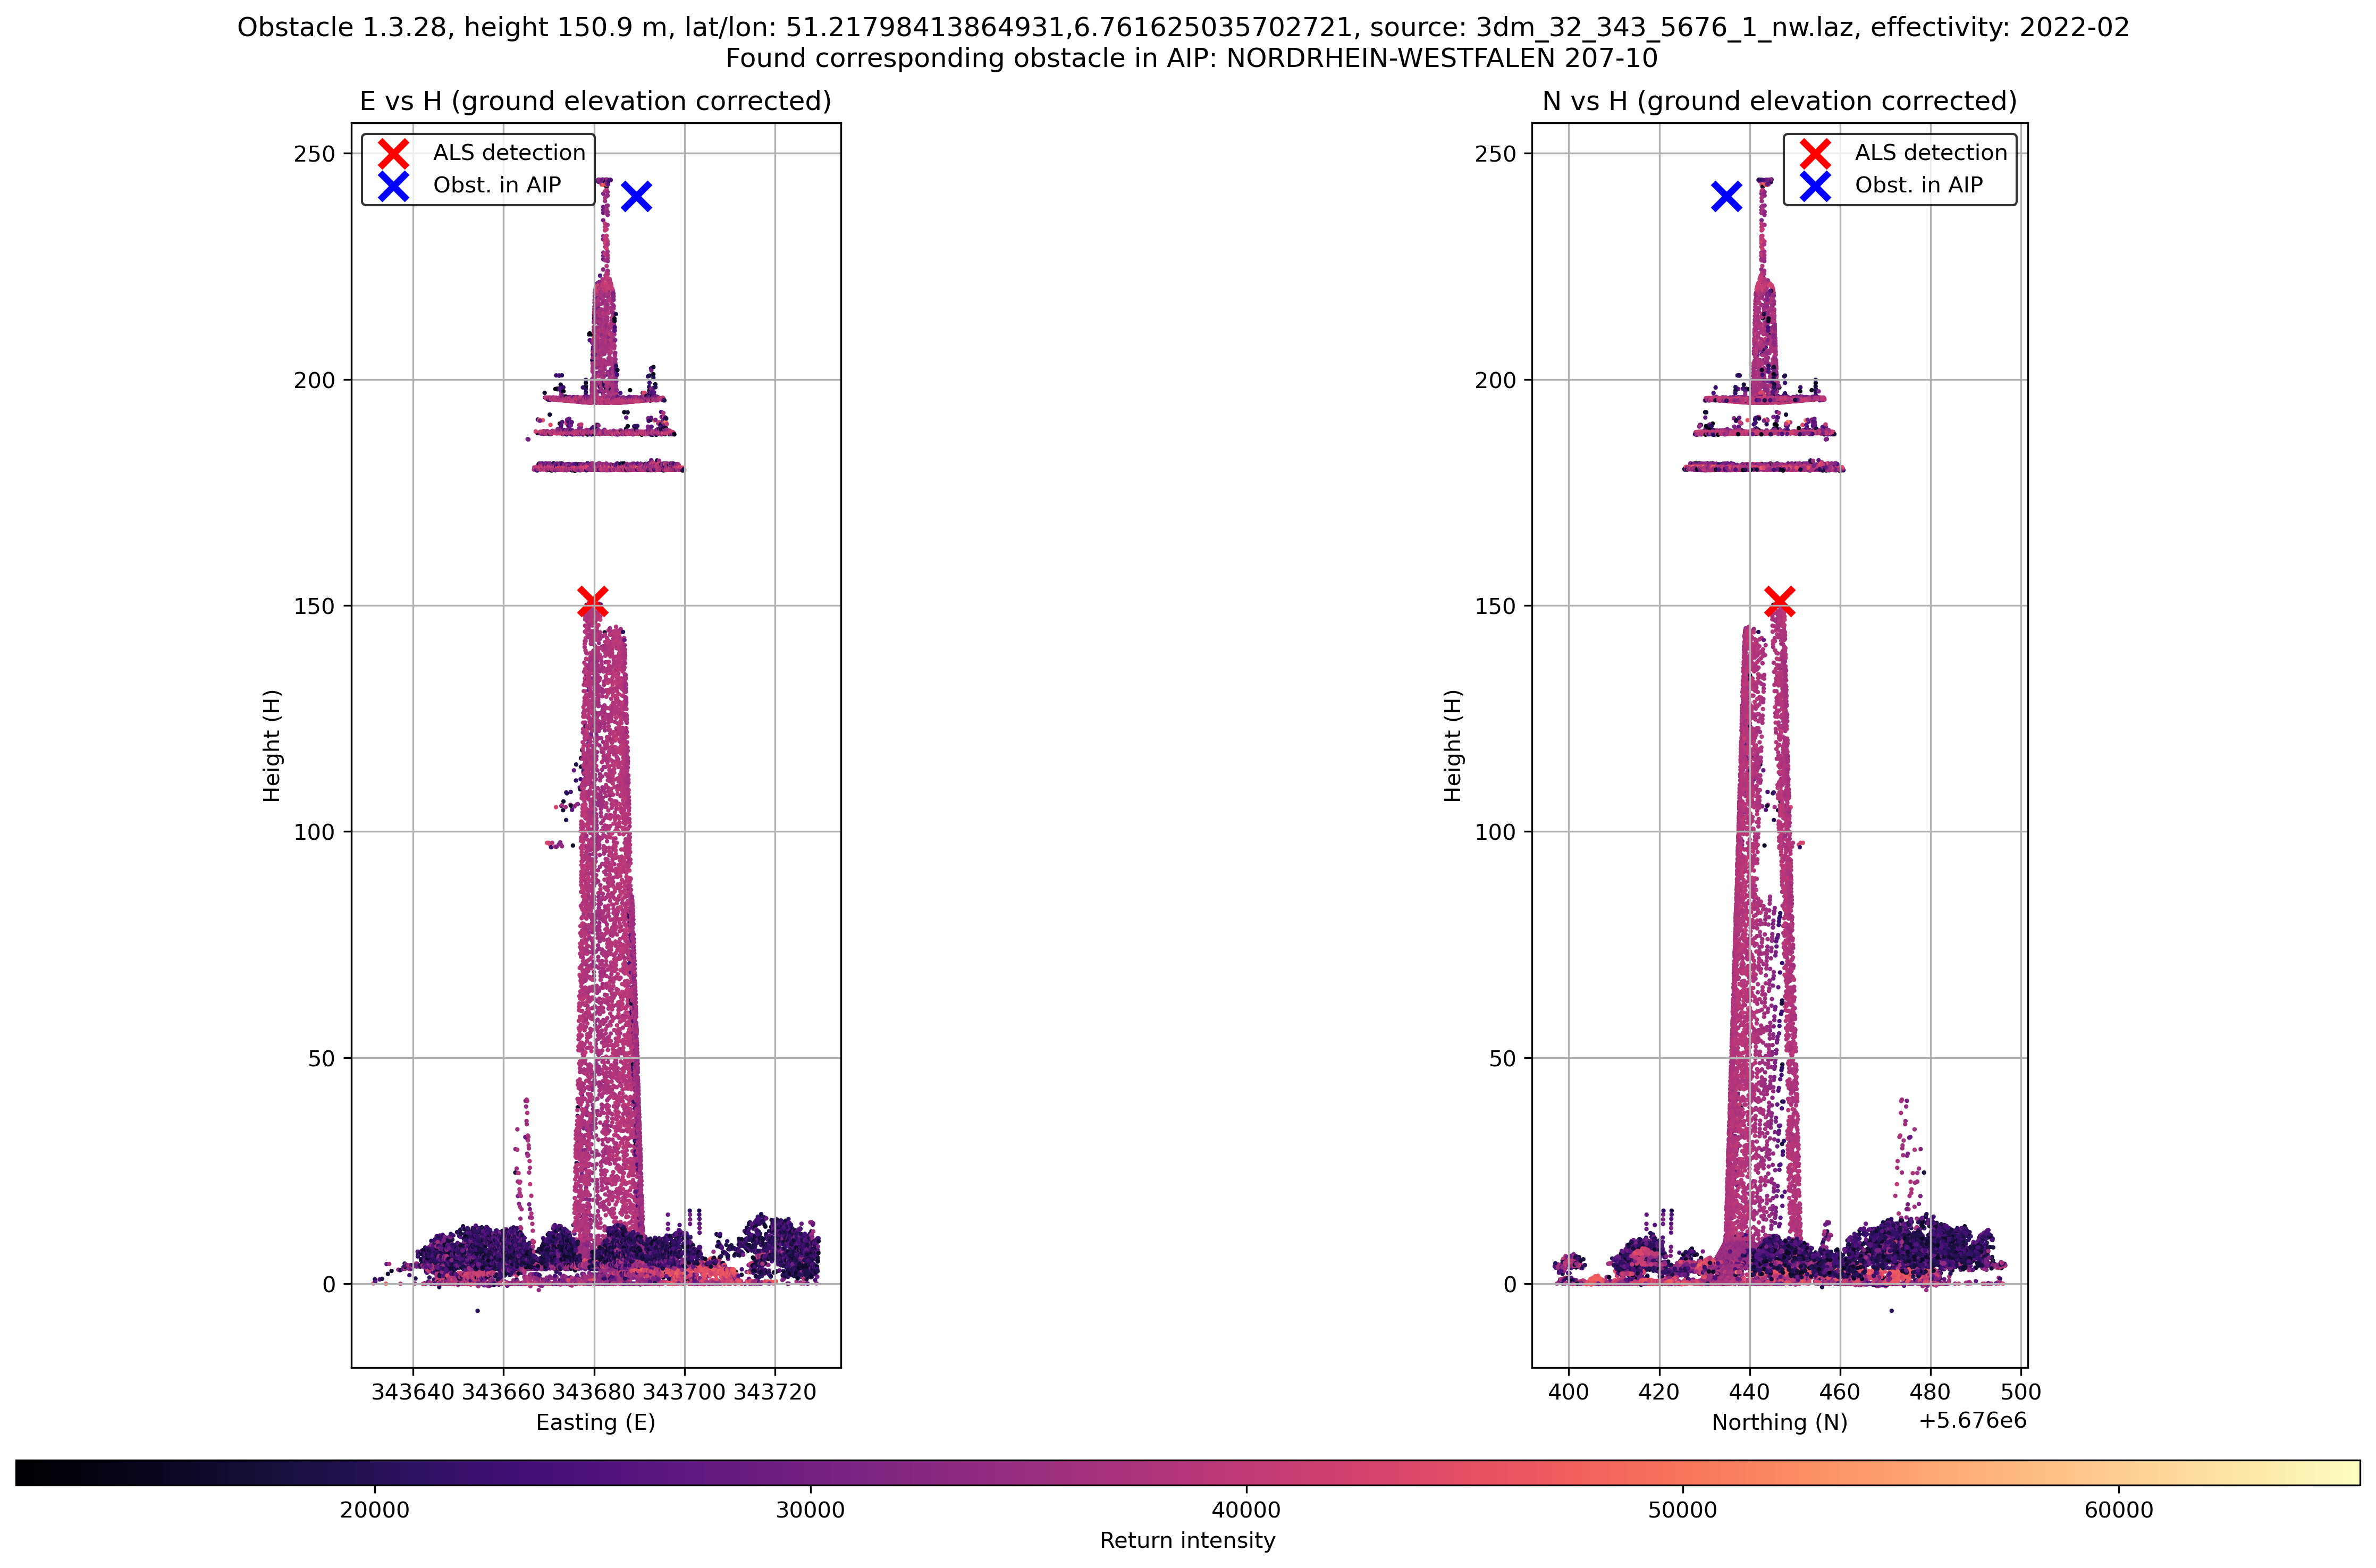 Obstacle 1.3.28, height 150.9 m, lat/lon: 51.21798413864931,6.761625035702721, source: 3dm_32_343_5676_1_nw.laz, effectivity: 2022-02
Found corresponding obstacle in AIP: NORDRHEIN-WESTFALEN 207-10
E vs H (ground elevation corrected)
ALS detection
Obst. in AIP
250
200
150
100
50
0
Height (H)
343640 343660 343680 343700 343720
Easting (E)
N vs H (ground elevation corrected)
ALS detection
Obst. in AIP
250
200
150
100
50
0
Height (H)
400 420 440 460 480 500
Northing (N)
+5.676e6
20000 30000 40000 50000 60000
Return intensity